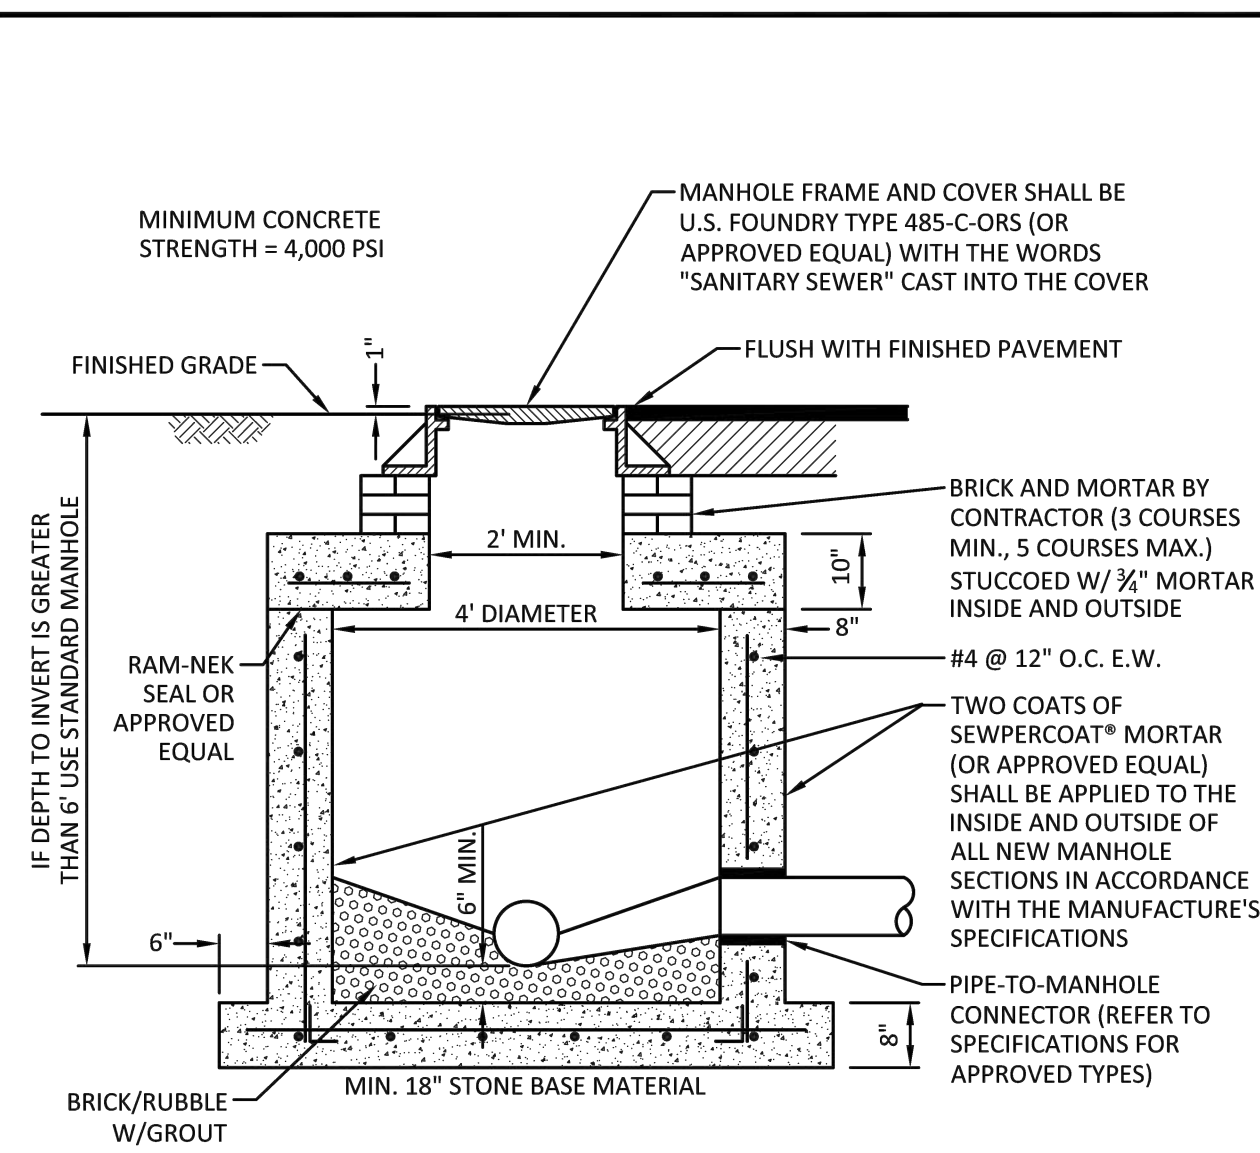 MINIMUM CONCRETE
STRENGTH = 4,000 PSI
MANHOLE FRAME AND COVER SHALL BE
U.S. FOUNDRY TYPE 485-C-ORS (OR
APPROVED EQUAL) WITH THE WORDS
"SANITARY SEWER" CAST INTO THE COVER
FINISHED GRADE
1"
FLUSH WITH FINISHED PAVEMENT
BRICK AND MORTAR BY
CONTRACTOR (3 COURSES
MIN., 5 COURSES MAX.)
STUCCOED W/ ¾" MORTAR
INSIDE AND OUTSIDE
2' MIN.
10"
4' DIAMETER
8"
IF DEPTH TO INVERT IS GREATER
THAN 6' USE STANDARD MANHOLE
RAM-NEK
SEAL OR
APPROVED
EQUAL
#4 @ 12" O.C. E.W.
TWO COATS OF
SEWPERCOAT® MORTAR
(OR APPROVED EQUAL)
SHALL BE APPLIED TO THE
INSIDE AND OUTSIDE OF
ALL NEW MANHOLE
SECTIONS IN ACCORDANCE
WITH THE MANUFACTURE'S
SPECIFICATIONS
6" MIN.
6"
PIPE-TO-MANHOLE
CONNECTOR (REFER TO
SPECIFICATIONS FOR
APPROVED TYPES)
8"
MIN. 18" STONE BASE MATERIAL
BRICK/RUBBLE
W/GROUT